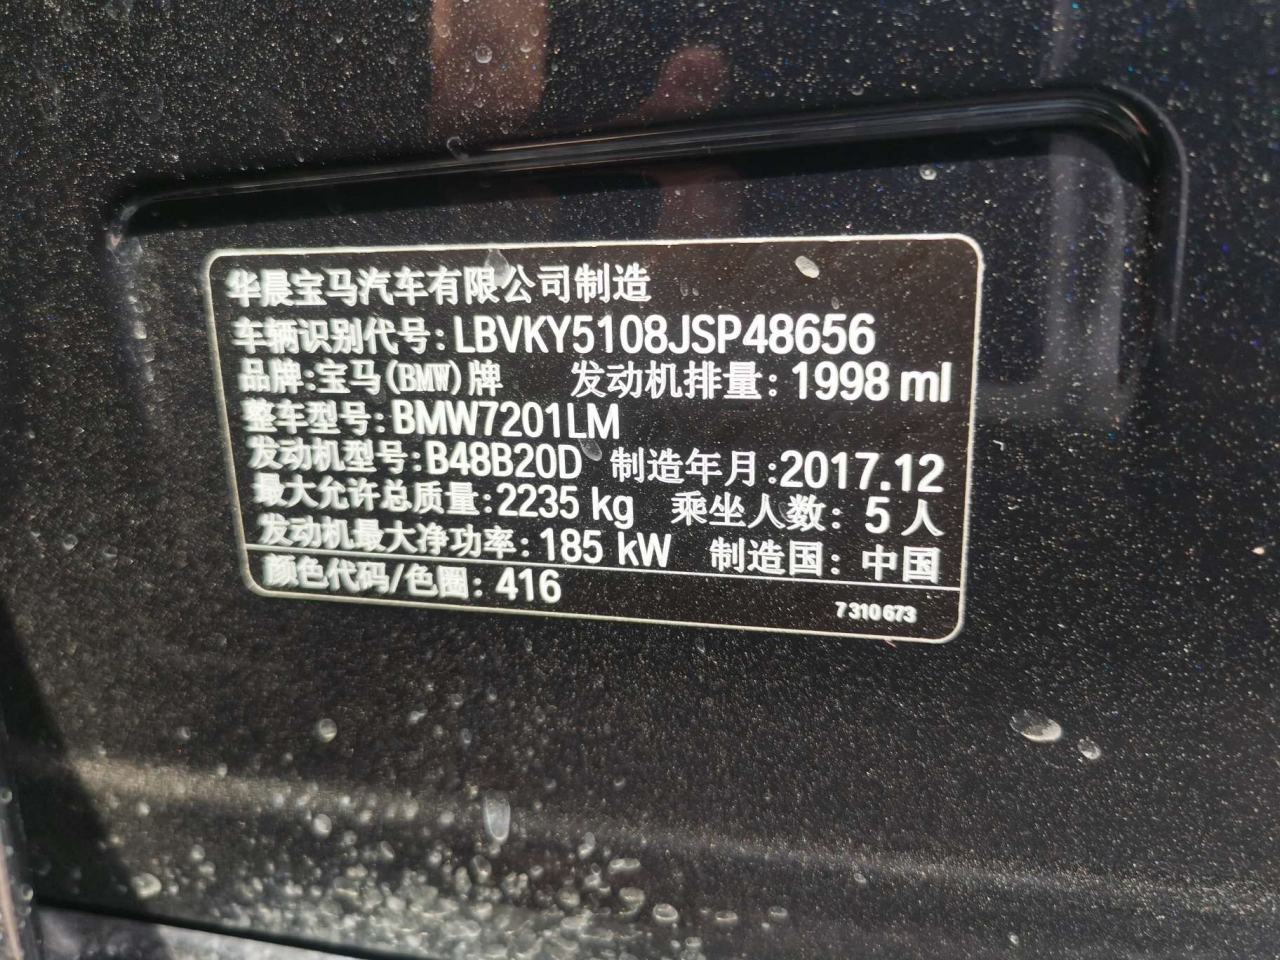 华晨宝马汽车有限公司制造
车辆识别代号:LBVKY5108JSP48656
品牌:宝马(BMW)牌 发动机排量: 1998 ml
整车型号:BMW7201LM
发动机型号:B48B20D 制造年月:2017.12
最大允许总质量:2235 kg 乘坐人数: 5 人
发动机最大净功率:185 kW 制造国: 中国
颜色代码/色圈: 416
7 310 673